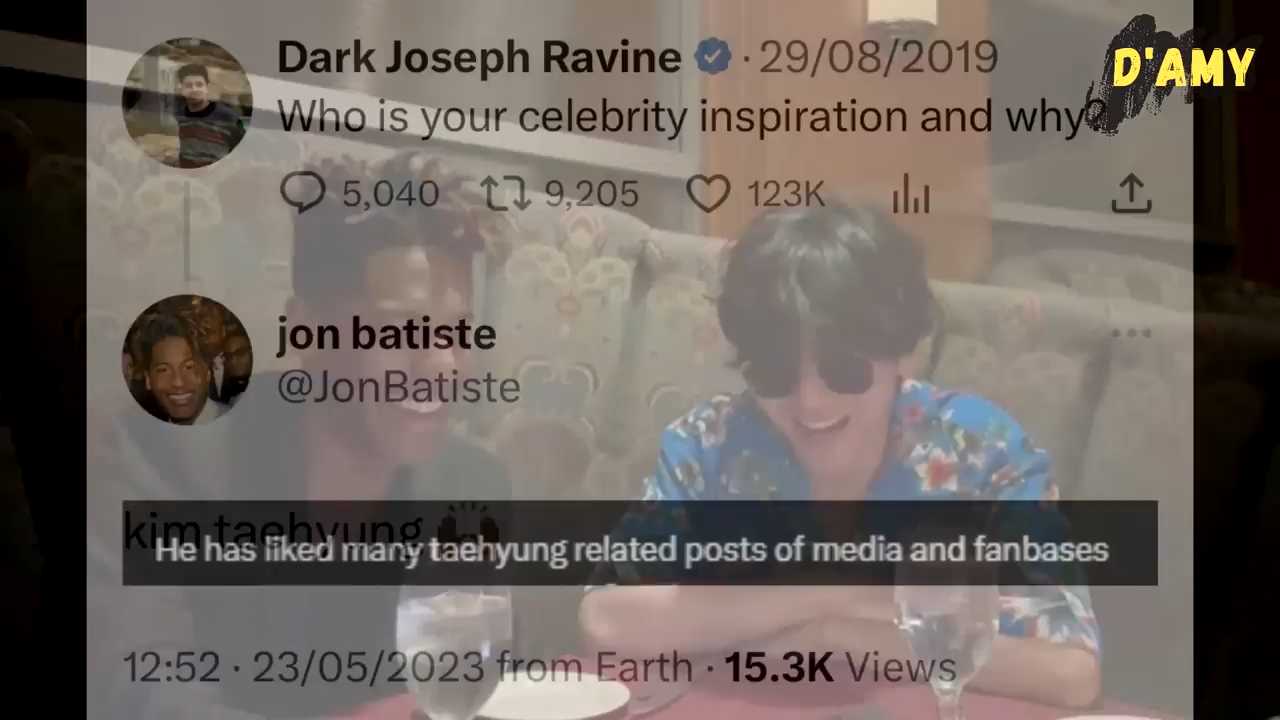 D'AMY
Dark Joseph Ravine · 29/08/2019
Who is your celebrity inspiration and why?
5,040 9,205 123K
jon batiste
@JonBatiste
kim taehyung 🙌
He has liked many taehyung related posts of media and fanbases
12:52 · 23/05/2023 from Earth · 15.3K Views